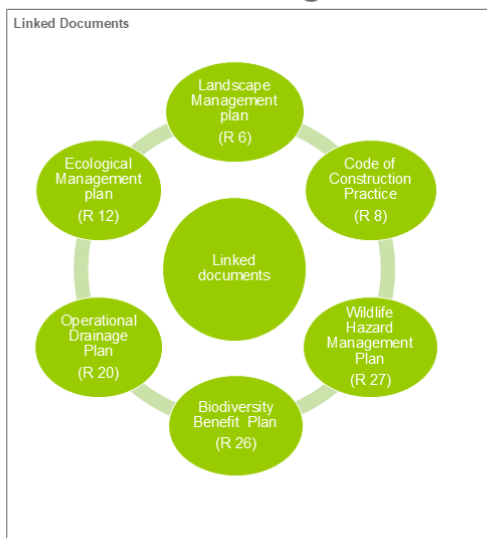 Linked Documents
Landscape
Management
plan
(R 6)
Code of
Construction
Practice
(R 8)
Wildlife
Hazard
Management
Plan
(R 27)
Biodiversity
Benefit Plan
(R 26)
Operational
Drainage
Plan
(R 20)
Ecological
Management
plan
(R 12)
Linked
documents